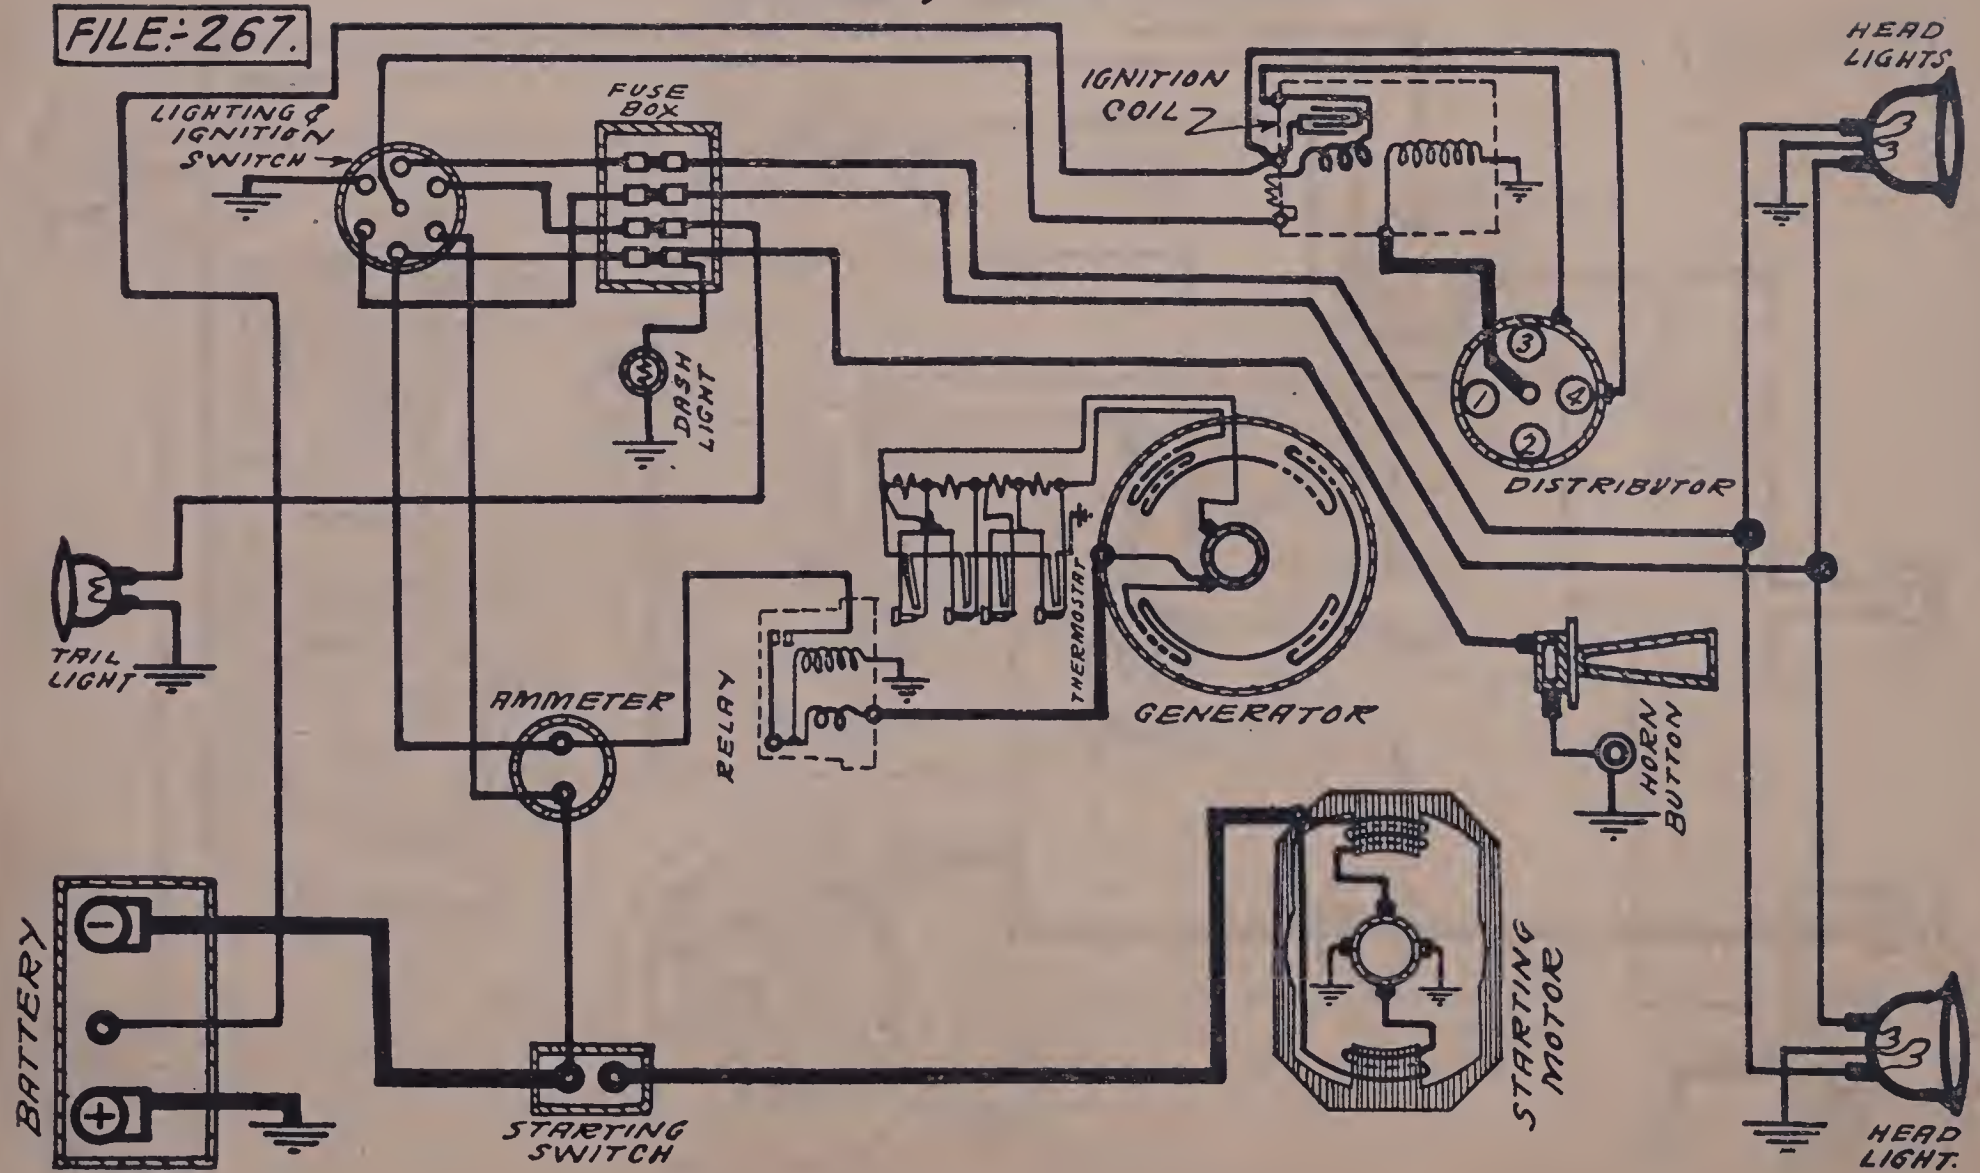 FILE:-267.
HEAD
LIGHTS
LIGHTING &
IGNITION
SWITCH
FUSE
BOX
IGNITION
COIL
3
1
4
2
DISTRIBUTOR
DASH
LIGHT
THERMOSTAT
GENERATOR
TAIL
LIGHT
AMMETER
RELAY
HORN
BUTTON
BATTERY
-
+
STARTING
SWITCH
STARTING
MOTOR
HEAD
LIGHT.